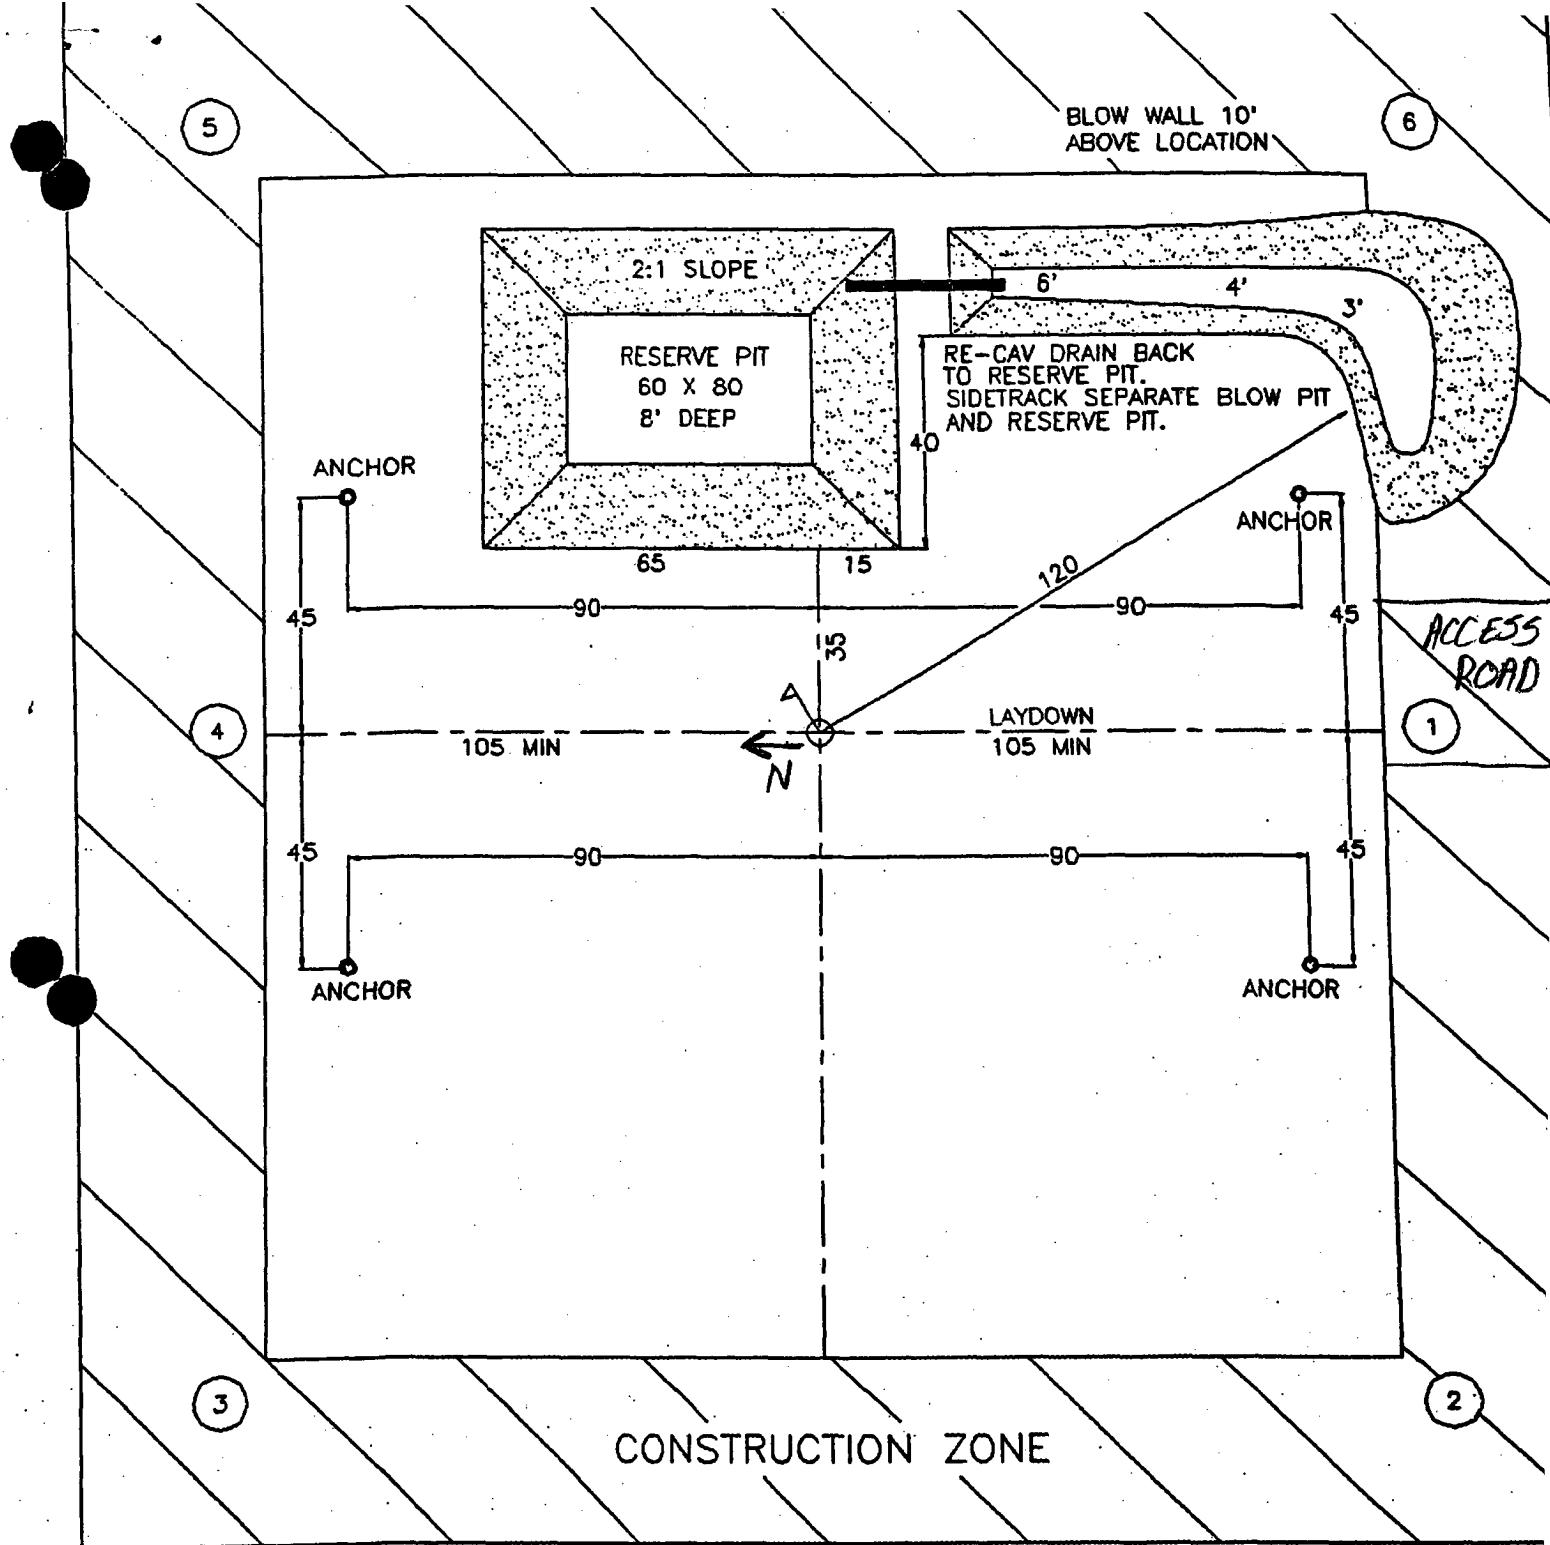 5
BLOW WALL 10'
ABOVE LOCATION
6
2:1 SLOPE
6'
4'
3'
RESERVE PIT
60 X 80
8' DEEP
RE-CAV DRAIN BACK
TO RESERVE PIT.
SIDETRACK SEPARATE BLOW PIT
AND RESERVE PIT.
40
ANCHOR
ANCHOR
65
15
120
45
90
90
45
ACCESS
ROAD
35
A
4
LAYDOWN
105 MIN
105 MIN
1
N
45
90
90
45
ANCHOR
ANCHOR
3
2
CONSTRUCTION ZONE